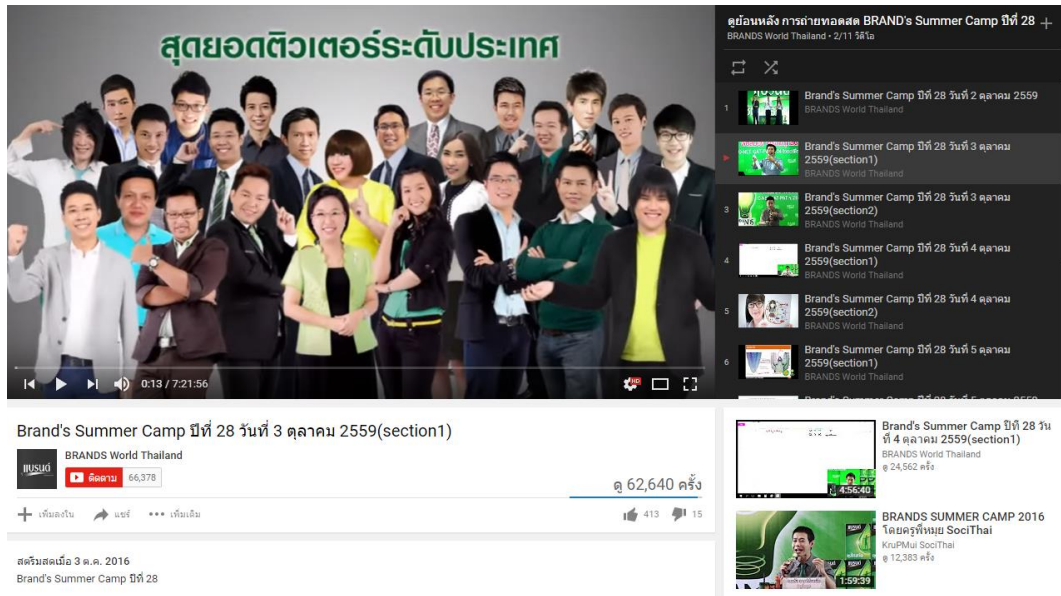 สุดยอดติวเตอร์ระดับประเทศ
0:13 / 7:21:56
HD
ดูย้อนหลัง การถ่ายทอดสด BRAND's Summer Camp ปีที่ 28
BRANDS World Thailand • 2/11 วิดีโอ
1
Brand's Summer Camp ปีที่ 28 วันที่ 2 ตุลาคม 2559
BRANDS World Thailand
Brand's Summer Camp ปีที่ 28 วันที่ 3 ตุลาคม
2559(section1)
BRANDS World Thailand
3
Brand's Summer Camp ปีที่ 28 วันที่ 3 ตุลาคม
2559(section2)
BRANDS World Thailand
4
Brand's Summer Camp ปีที่ 28 วันที่ 4 ตุลาคม
2559(section1)
BRANDS World Thailand
5
Brand's Summer Camp ปีที่ 28 วันที่ 4 ตุลาคม
2559(section2)
BRANDS World Thailand
6
Brand's Summer Camp ปีที่ 28 วันที่ 5 ตุลาคม
2559(section1)
BRANDS World Thailand
Brand's Summer Camp ปีที่ 28 วันที่ 3 ตุลาคม 2559(section1)
แบรนด์
BRANDS World Thailand
ติดตาม 66,378
ดู 62,640 ครั้ง
เพิ่มลงใน แชร์ เพิ่มเติม
413 15
สตรีมสดเมื่อ 3 ต.ค. 2016
Brand's Summer Camp ปีที่ 28
Brand's Summer Camp ปีที่ 28 วัน
ที่ 4 ตุลาคม 2559(section1)
BRANDS World Thailand
ดู 24,562 ครั้ง
4:56:40
BRANDS SUMMER CAMP 2016
โดยครูพี่หมุย SociThai
KruPMui SociThai
ดู 12,383 ครั้ง
1:59:39